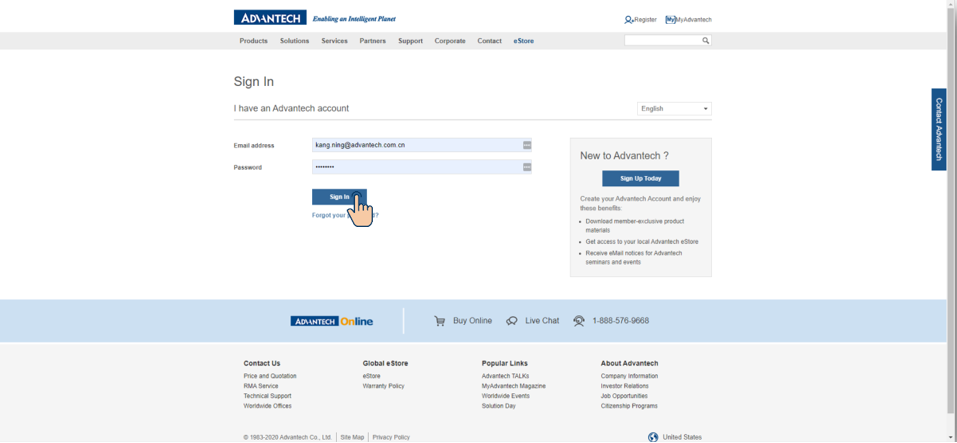 ADVANTECH Enabling an Intelligent Planet
Register MyAdvantech
Products Solutions Services Partners Support Corporate Contact eStore
Contact Advantech
Sign In
I have an Advantech account
English
Email address
kang.ning@advantech.com.cn
Password
••••••••
Sign In
Forgot your
?
New to Advantech ?
Sign Up Today
Create your Advantech Account and enjoy
these benefits:
• Download member-exclusive product
materials
• Get access to your local Advantech eStore
• Receive eMail notices for Advantech
seminars and events
ADVANTECH Online
Buy Online Live Chat 1-888-576-9668
Contact Us
Price and Quotation
RMA Service
Technical Support
Worldwide Offices
Global eStore
eStore
Warranty Policy
Popular Links
Advantech TALKs
MyAdvantech Magazine
Worldwide Events
Solution Day
About Advantech
Company Information
Investor Relations
Job Opportunities
Citizenship Programs
© 1983-2020 Advantech Co., Ltd. | Site Map | Privacy Policy
United States